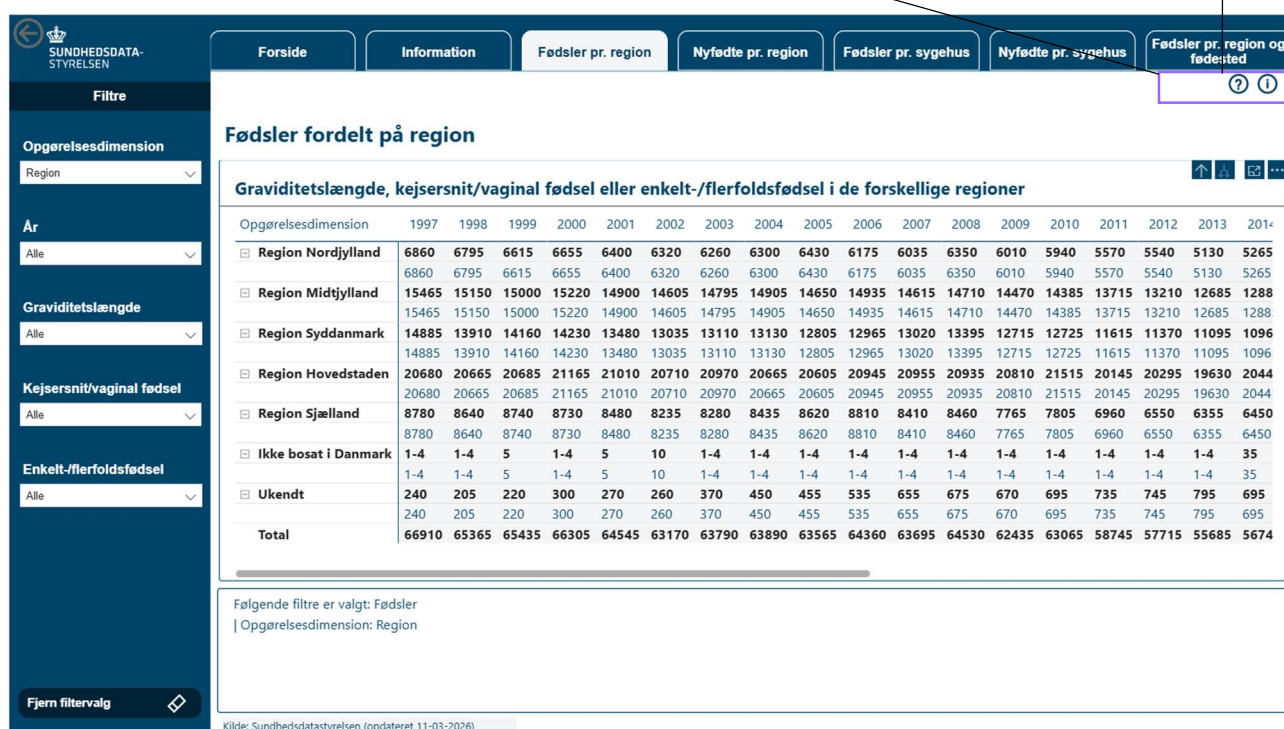 SUNDHEDSDATA-
STYRELSEN
Forside Information Fødsler pr. region Nyfødte pr. region Fødsler pr. sygehus Nyfødte pr. sygehus Fødsler pr. region og
fødested
Filtre
? i
Fødsler fordelt på region
Opgørelsesdimension
Region
År
Alle
Graviditetslængde
Alle
Kejsersnit/vaginal fødsel
Alle
Enkelt-/flerfoldsfødsel
Alle
Fjern filtervalg
Graviditetslængde, kejsersnit/vaginal fødsel eller enkelt-/flerfoldsfødsel i de forskellige regioner
Opgørelsesdimension 1997 1998 1999 2000 2001 2002 2003 2004 2005 2006 2007 2008 2009 2010 2011 2012 2013 2014
Region Nordjylland 6860 6795 6615 6655 6400 6320 6260 6300 6430 6175 6035 6350 6010 5940 5570 5540 5130 5265
6860 6795 6615 6655 6400 6320 6260 6300 6430 6175 6035 6350 6010 5940 5570 5540 5130 5265
Region Midtjylland 15465 15150 15000 15220 14900 14605 14795 14905 14650 14935 14615 14710 14470 14385 13715 13210 12685 1288
15465 15150 15000 15220 14900 14605 14795 14905 14650 14935 14615 14710 14470 14385 13715 13210 12685 1288
Region Syddanmark 14885 13910 14160 14230 13480 13035 13110 13130 12805 12965 13020 13395 12715 12725 11615 11370 11095 1096
14885 13910 14160 14230 13480 13035 13110 13130 12805 12965 13020 13395 12715 12725 11615 11370 11095 1096
Region Hovedstaden 20680 20665 20685 21165 21010 20710 20970 20665 20605 20945 20955 20935 20810 21515 20145 20295 19630 2044
20680 20665 20685 21165 21010 20710 20970 20665 20605 20945 20955 20935 20810 21515 20145 20295 19630 2044
Region Sjælland 8780 8640 8740 8730 8480 8235 8280 8435 8620 8810 8410 8460 7765 7805 6960 6550 6355 6450
8780 8640 8740 8730 8480 8235 8280 8435 8620 8810 8410 8460 7765 7805 6960 6550 6355 6450
Ikke bosat i Danmark 1-4 1-4 5 1-4 5 10 1-4 1-4 1-4 1-4 1-4 1-4 1-4 1-4 1-4 1-4 1-4 35
1-4 1-4 5 1-4 5 10 1-4 1-4 1-4 1-4 1-4 1-4 1-4 1-4 1-4 1-4 1-4 35
Ukendt 240 205 220 300 270 260 370 450 455 535 655 675 670 695 735 745 795 695
240 205 220 300 270 260 370 450 455 535 655 675 670 695 735 745 795 695
Total 66910 65365 65435 66305 64545 63170 63790 63890 63565 64360 63695 64530 62435 63065 58745 57715 55685 5674
Følgende filtre er valgt: Fødsler
| Opgørelsesdimension: Region
Kilde: Sundhedsdatastyrelsen (opdateret 11-03-2026)